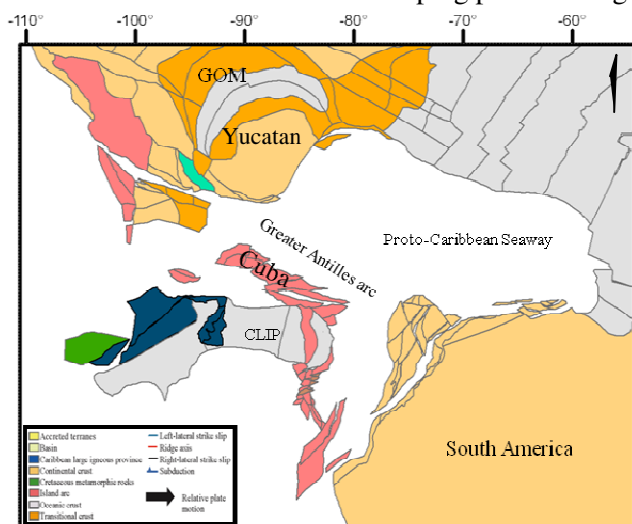 -110° -100° -90° -80° -70° -60°
GOM
Yucatan
Greater Antilles arc
Proto-Caribbean Seaway
Cuba
CLIP
South America
Accreted terranes
Basin
Caribbean large igneous province
Continental crust
Cretaceous metamorphic rocks
Island arc
Oceanic crust
Transitional crust
Left-lateral strike slip
Ridge axis
Right-lateral strike slip
Subduction
Relative plate
motion